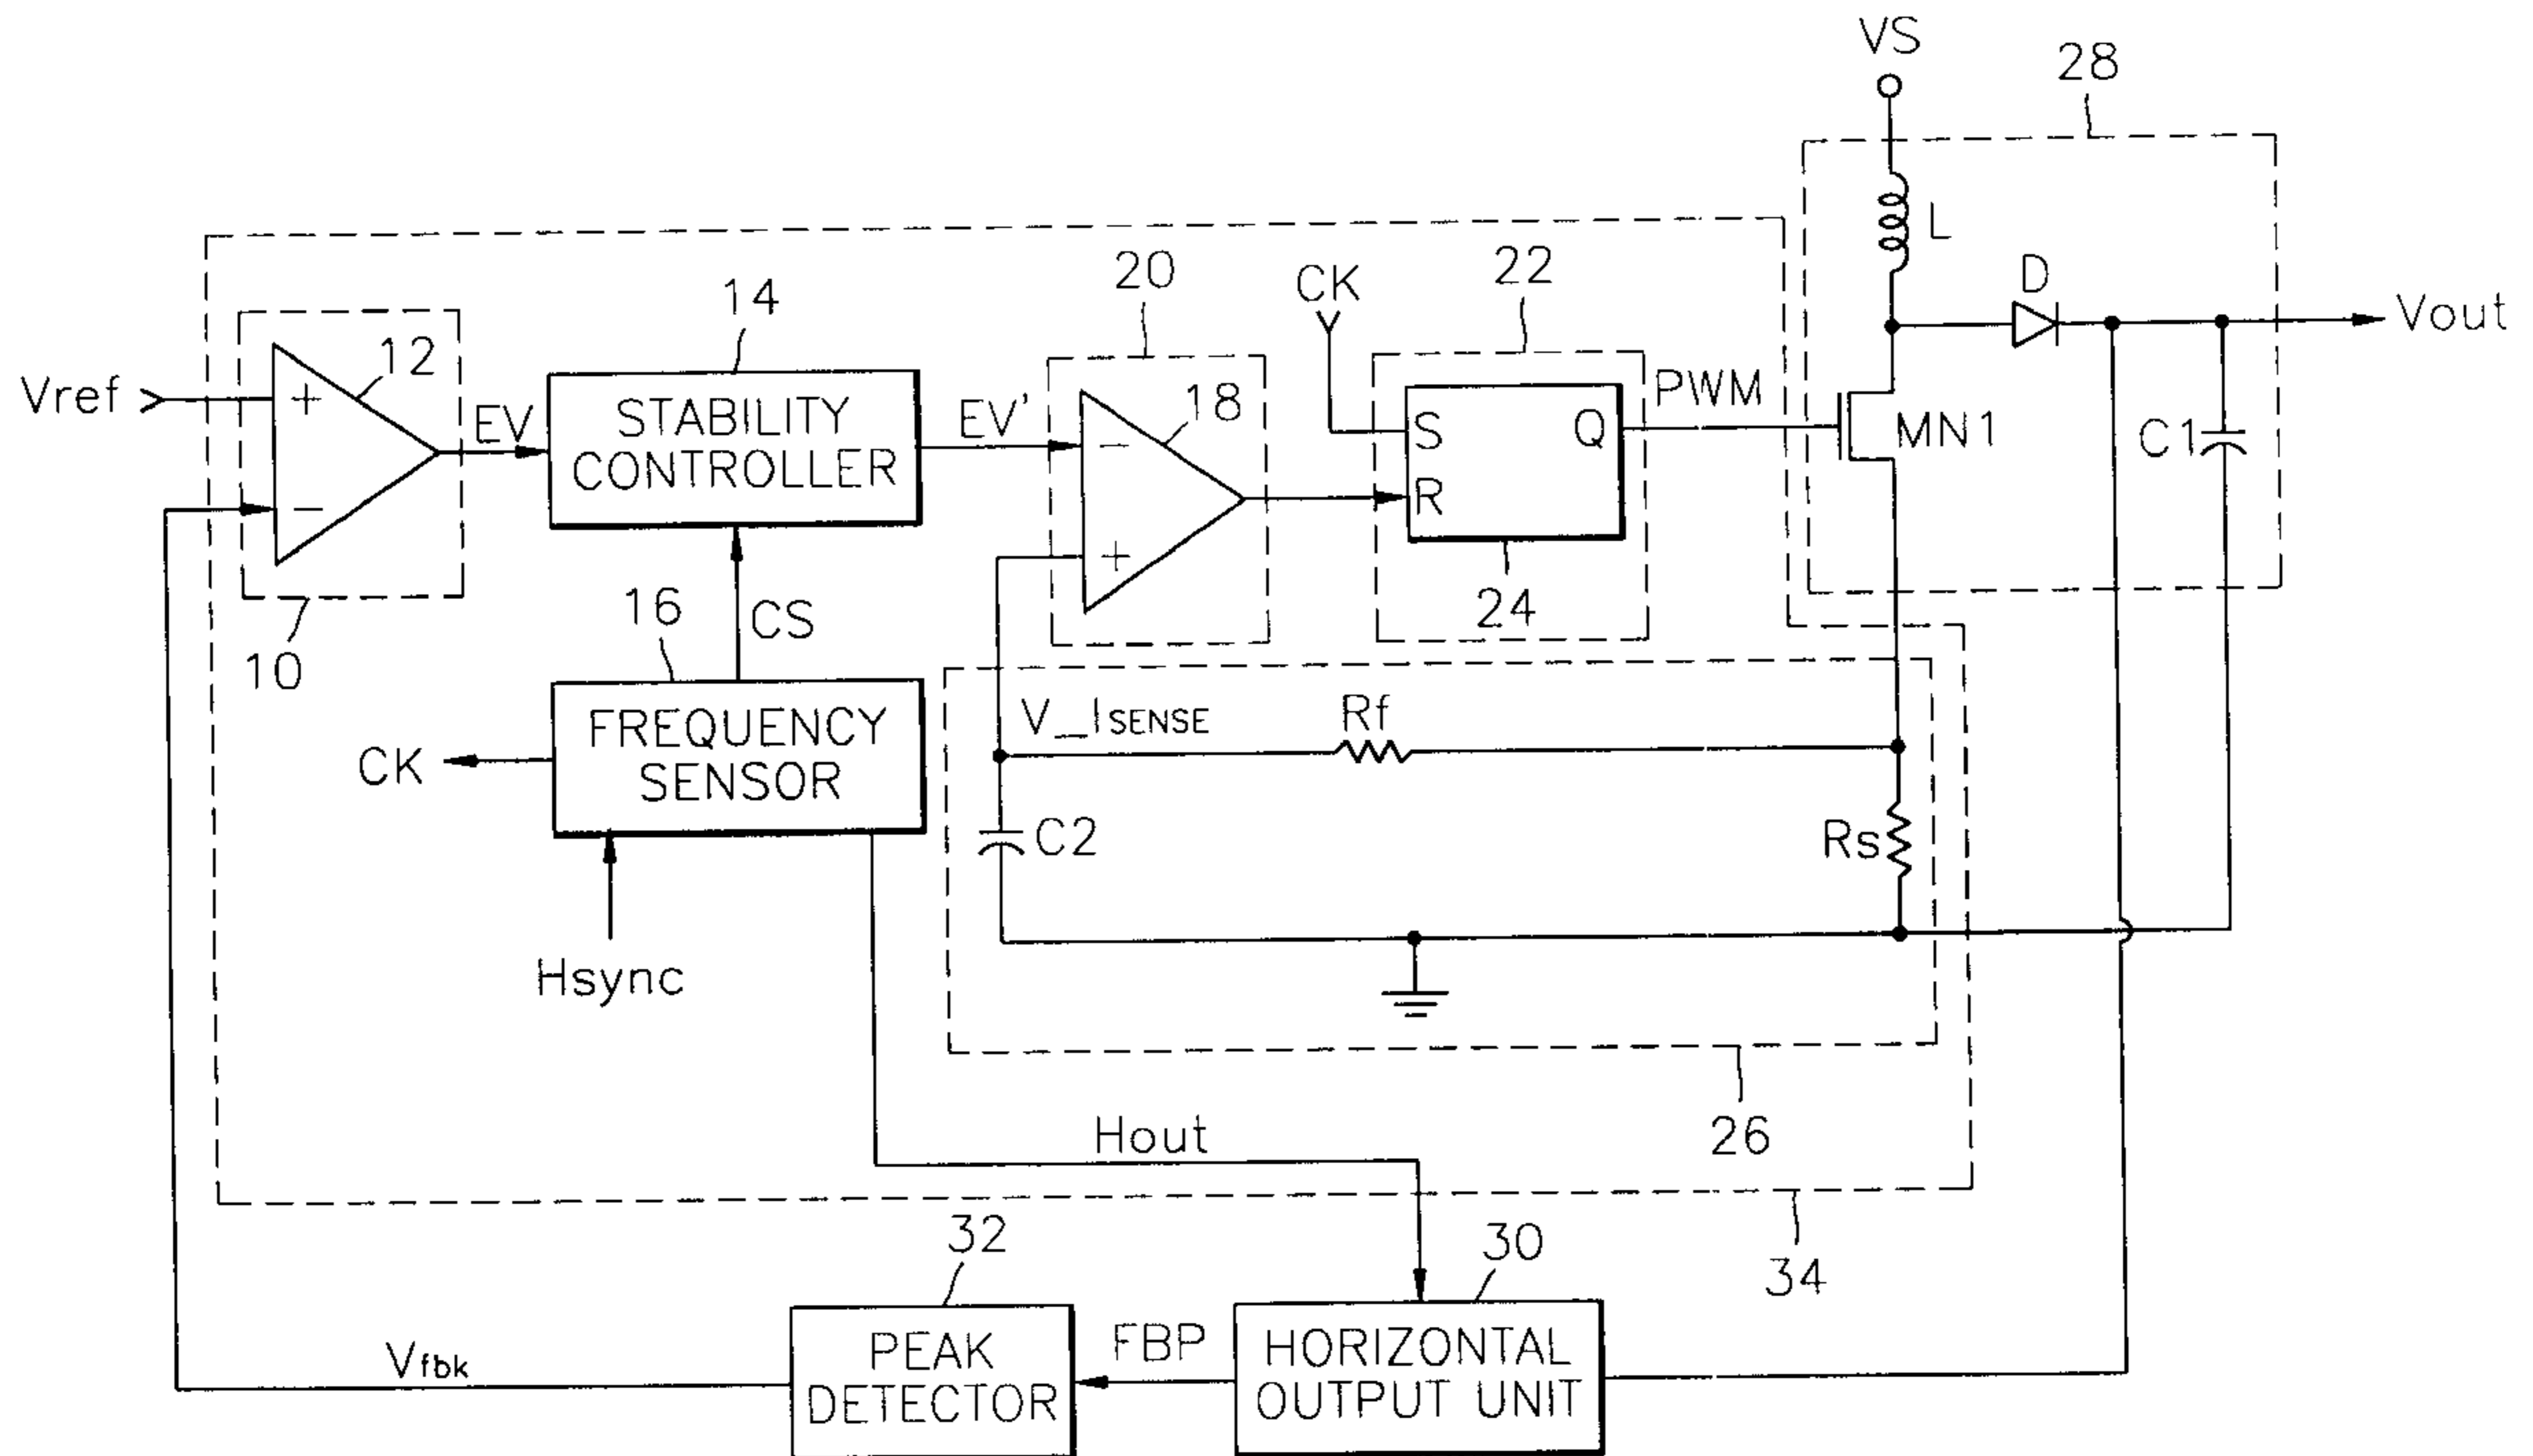 VS
28
L
20
22
CK
D
14
Vout
12
18
Vref
+
EV
STABILITY
CONTROLLER
EV'
−
S
Q
PWM
MN1
C1
−
R
+
24
16
CS
10
V_ISENSE
Rf
FREQUENCY
SENSOR
CK
C2
Rs
Hsync
Hout
26
32
30
34
PEAK
DETECTOR
FBP
HORIZONTAL
OUTPUT UNIT
Vfbk